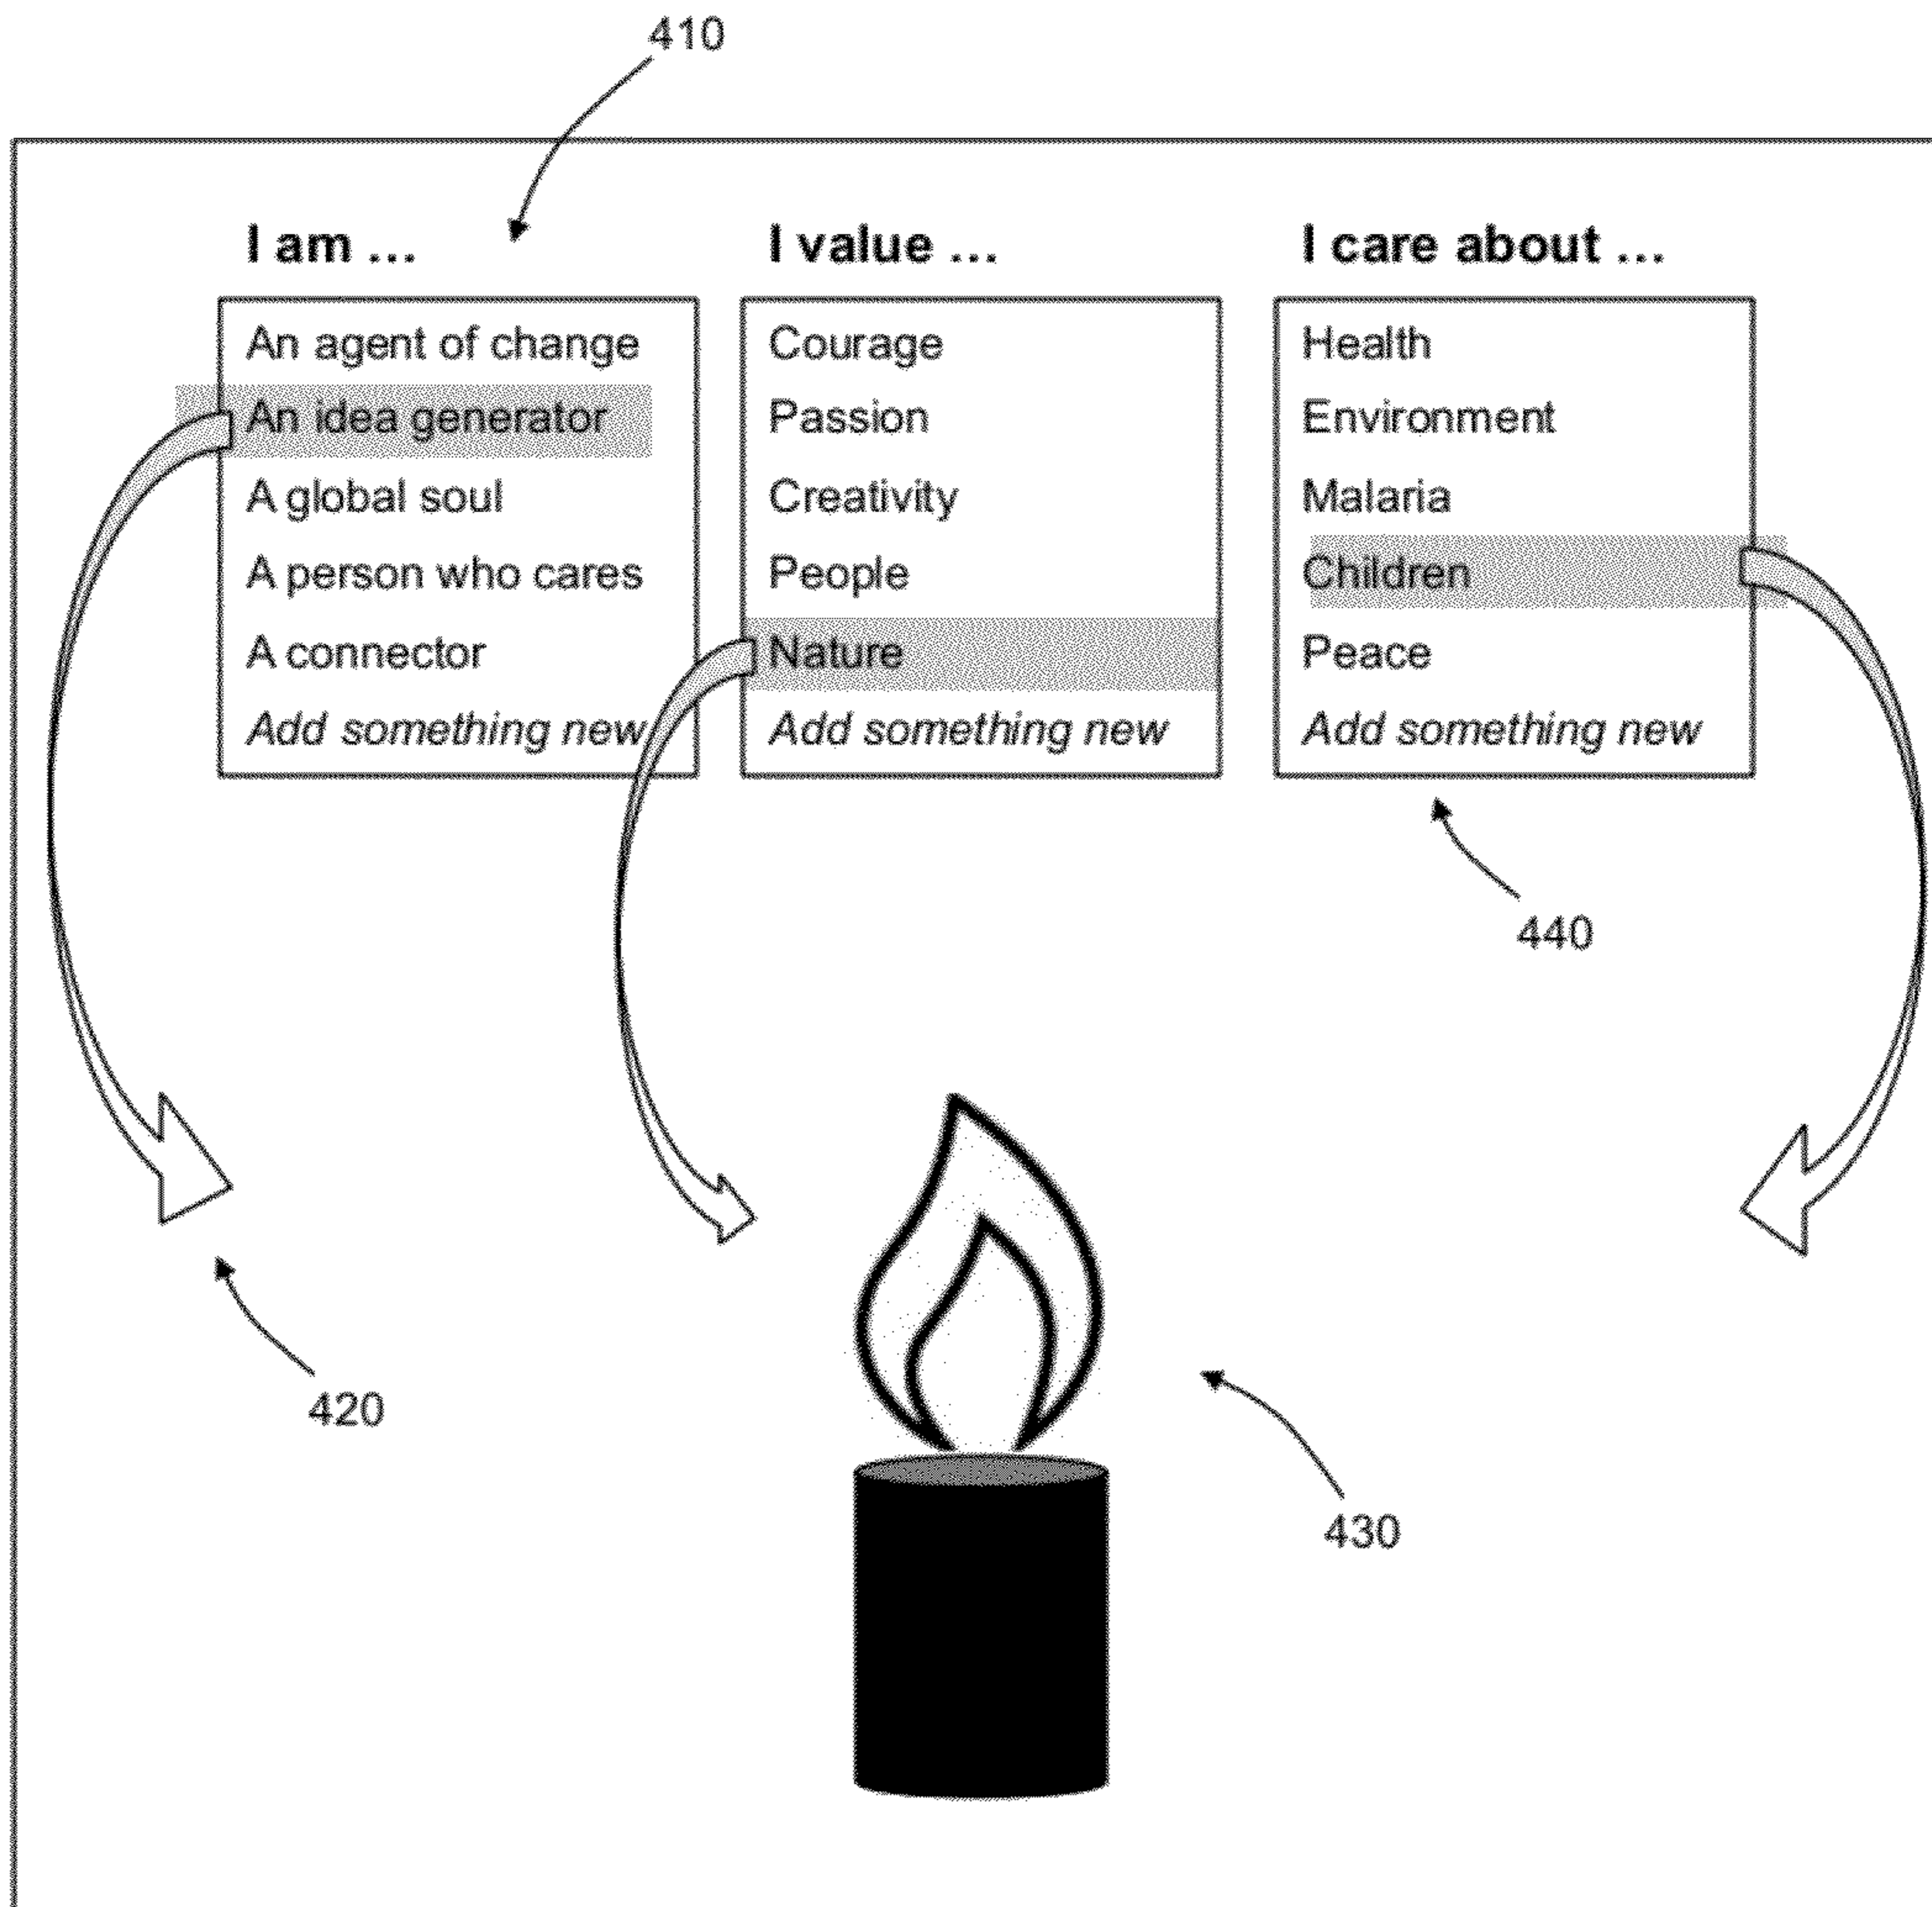 410
I am ...
An agent of change
An idea generator
A global soul
A person who cares
A connector
Add something new
I value ...
Courage
Passion
Creativity
People
Nature
Add something new
I care about ...
Health
Environment
Malaria
Children
Peace
Add something new
440
420
430